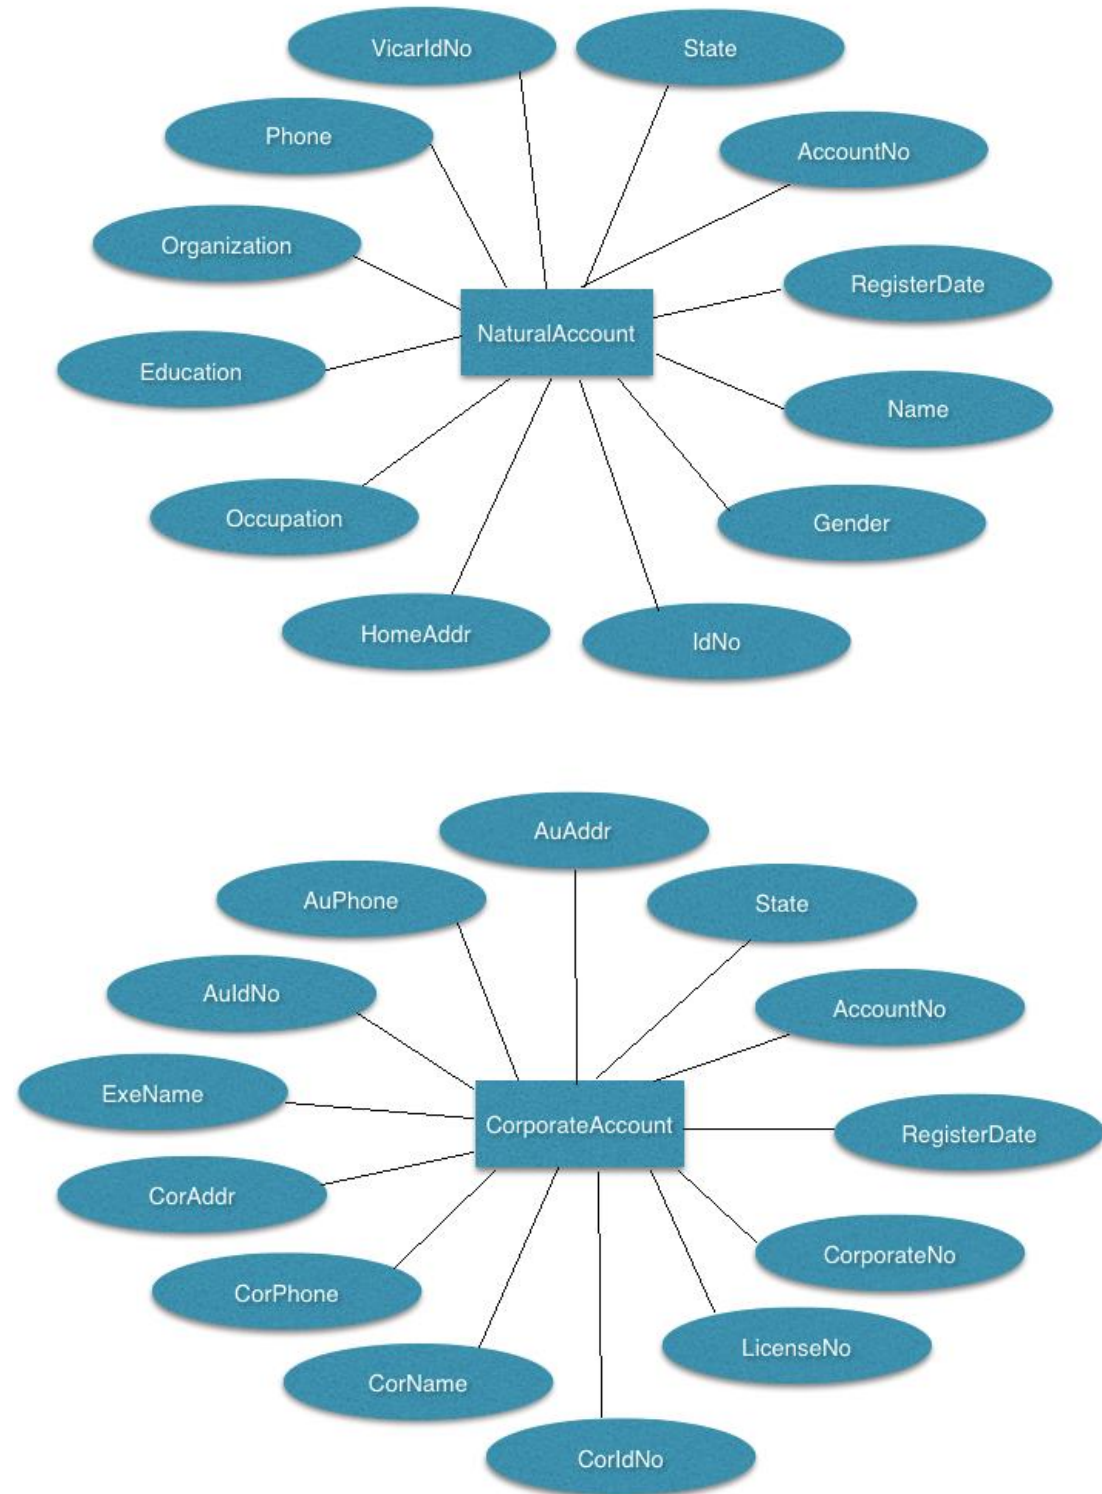 VicarIdNo
State
Phone
AccountNo
Organization
RegisterDate
NaturalAccount
Education
Name
Occupation
Gender
HomeAddr
IdNo
AuAddr
AuPhone
State
AuIdNo
AccountNo
ExeName
CorporateAccount
RegisterDate
CorAddr
CorporateNo
CorPhone
LicenseNo
CorName
CorIdNo